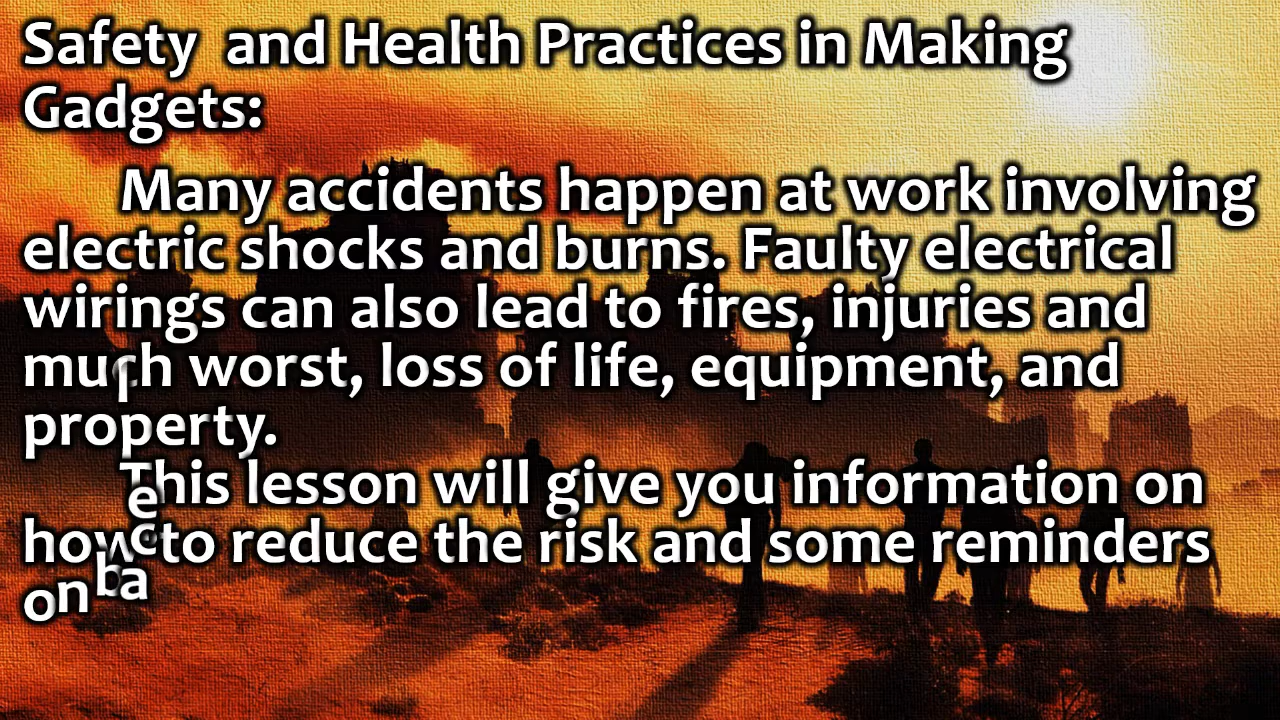 Safety and Health Practices in Making
Gadgets:
Many accidents happen at work involving
electric shocks and burns. Faulty electrical
wirings can also lead to fires, injuries and
much worst, loss of life, equipment, and
property.
This lesson will give you information on
how to reduce the risk and some reminders
on ba